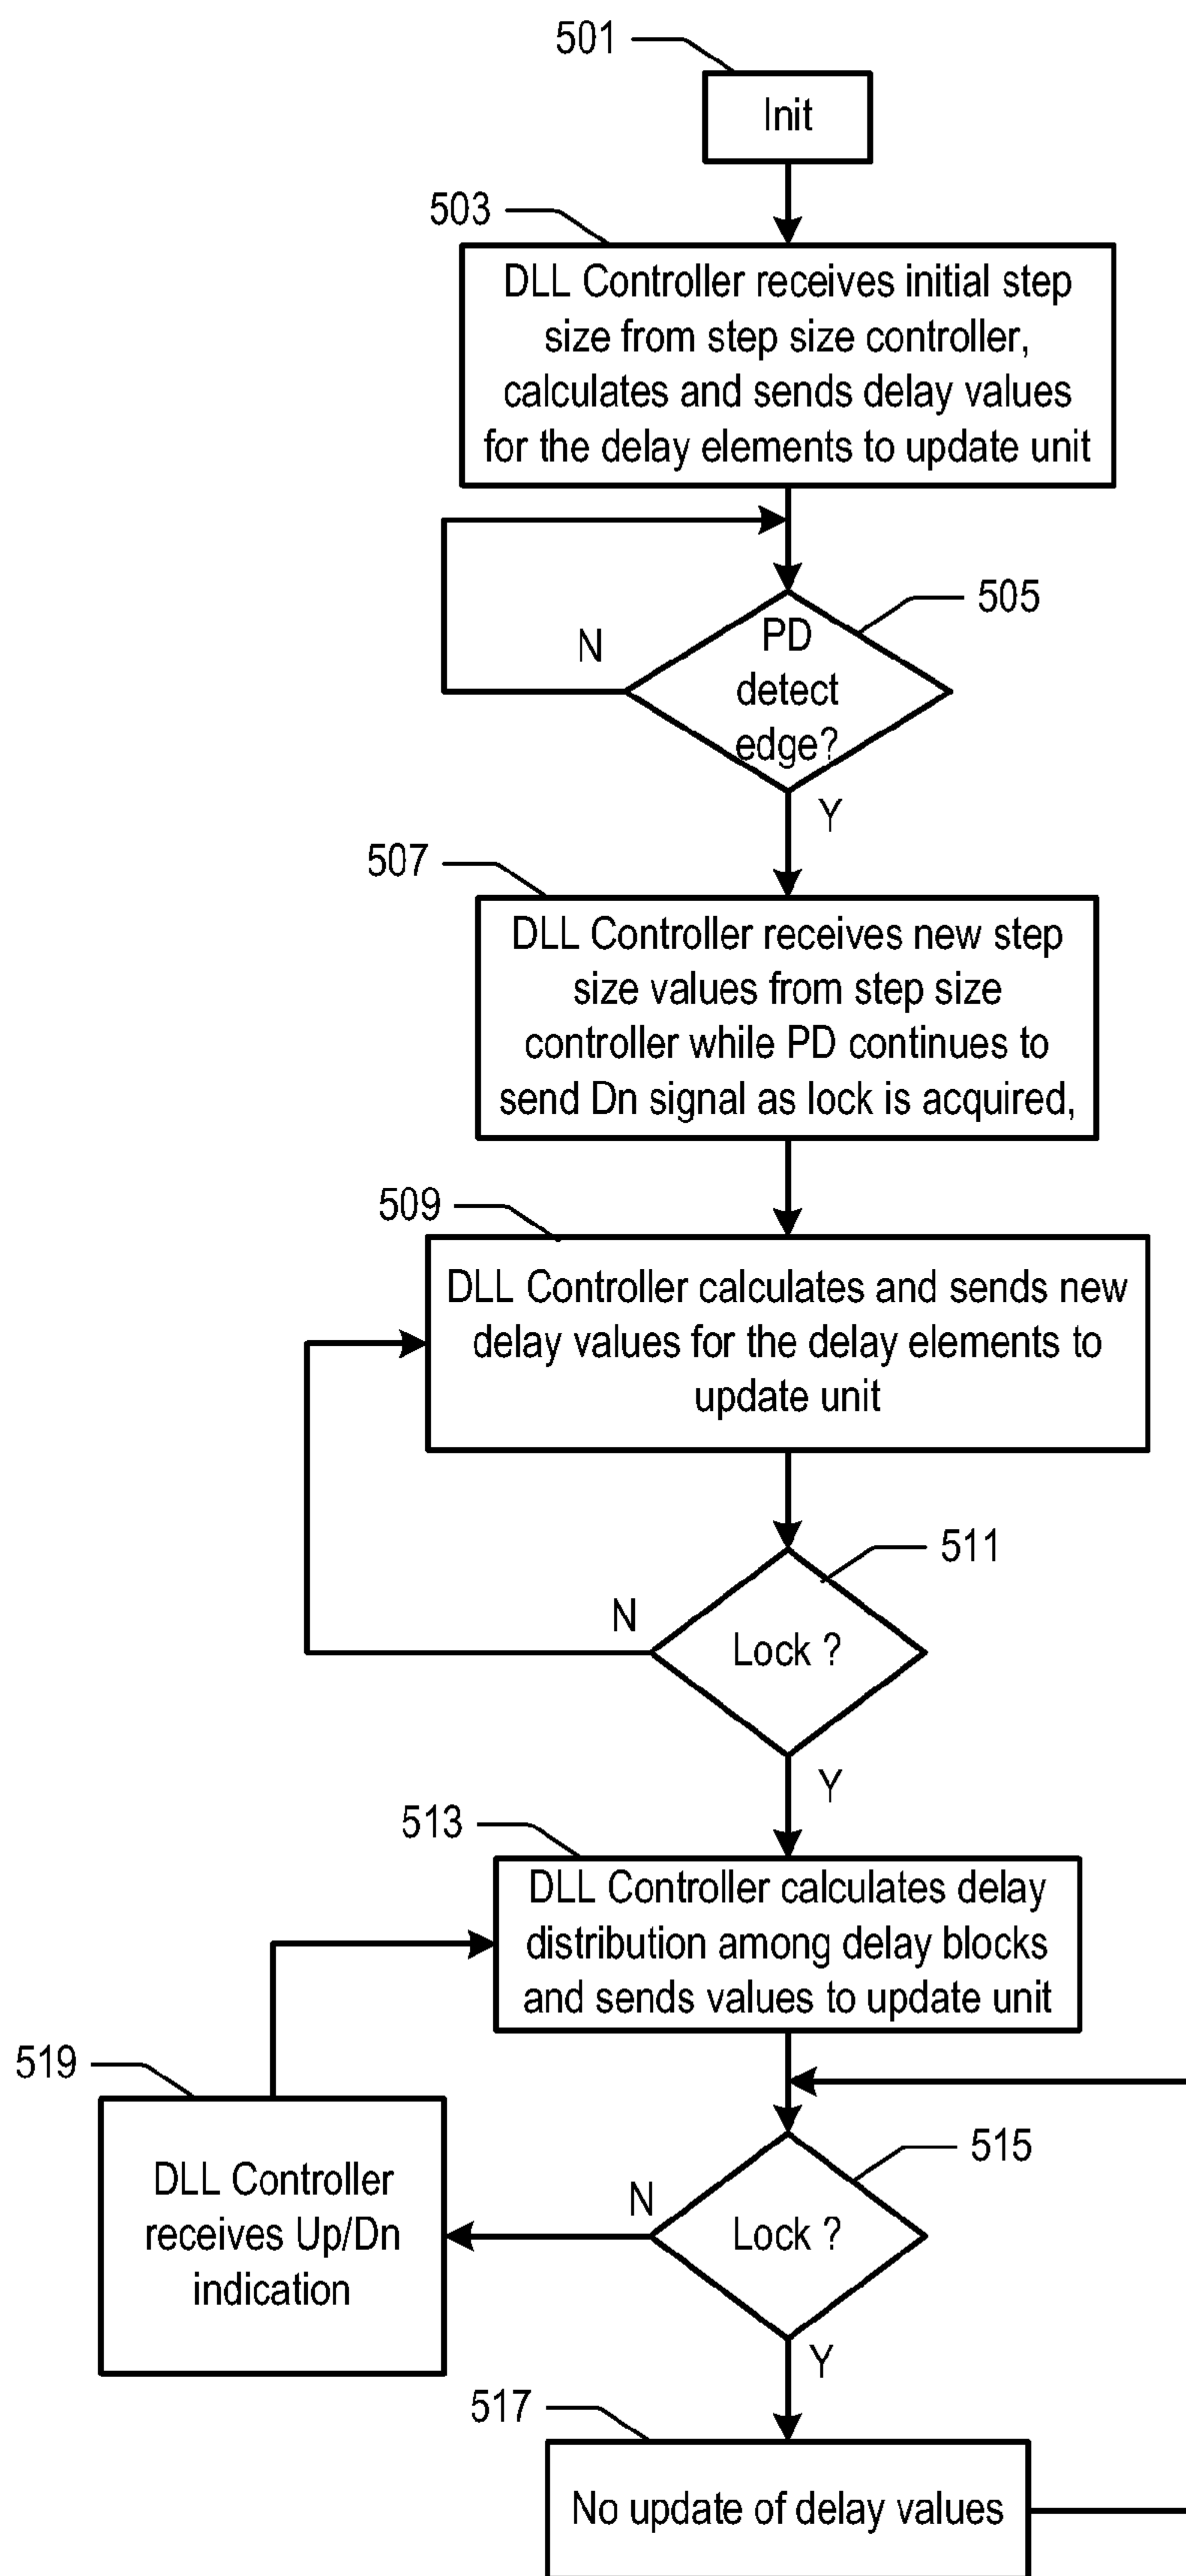 501
Init
503
DLL Controller receives initial step
size from step size controller,
calculates and sends delay values
for the delay elements to update unit
505
PD
detect
edge?
N
Y
507
DLL Controller receives new step
size values from step size
controller while PD continues to
send Dn signal as lock is acquired,
509
DLL Controller calculates and sends new
delay values for the delay elements to
update unit
511
Lock ?
N
Y
513
DLL Controller calculates delay
distribution among delay blocks
and sends values to update unit
519
DLL Controller
receives Up/Dn
indication
515
Lock ?
N
Y
517
No update of delay values